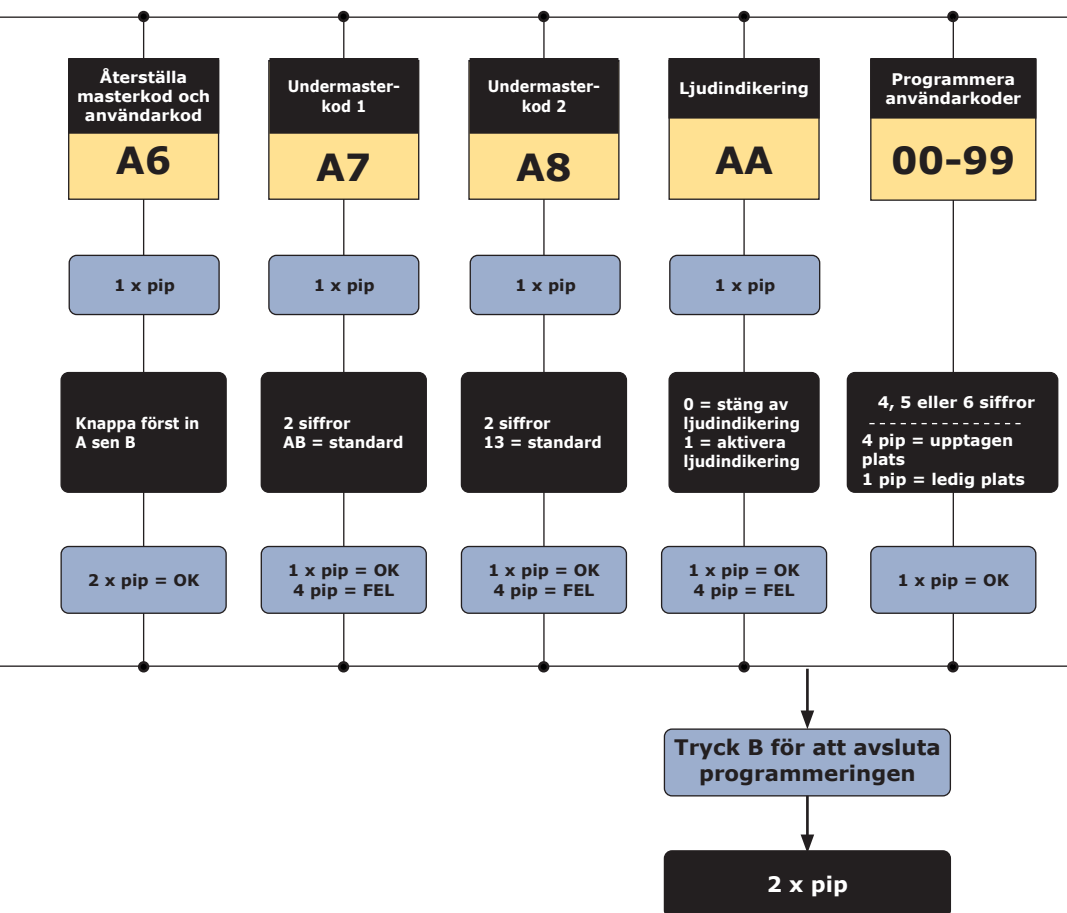 Återställa
masterkod och
användarkod
A6
1 x pip
Knappa först in
A sen B
2 x pip = OK
Undermaster-
kod 1
A7
1 x pip
2 siffror
AB = standard
1 x pip = OK
4 pip = FEL
Undermaster-
kod 2
A8
1 x pip
2 siffror
13 = standard
1 x pip = OK
4 pip = FEL
Ljudindikering
AA
1 x pip
0 = stäng av
ljudindikering
1 = aktivera
ljudindikering
1 x pip = OK
4 pip = FEL
Programmera
användarkoder
00-99
4, 5 eller 6 siffror
- - - - - - - - - - - - - - -
4 pip = upptagen
plats
1 pip = ledig plats
1 x pip = OK
Tryck B för att avsluta
programmeringen
2 x pip